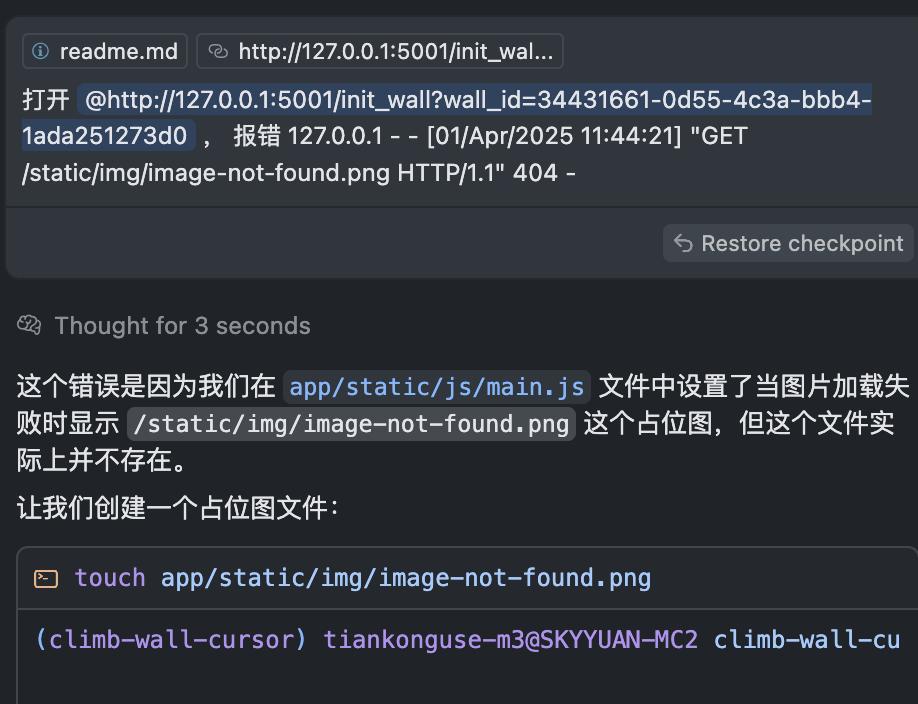 readme.md http://127.0.0.1:5001/init_wal...
打开 @http://127.0.0.1:5001/init_wall?wall_id=34431661-0d55-4c3a-bbb4-
1ada251273d0 ， 报错 127.0.0.1 - - [01/Apr/2025 11:44:21] "GET
/static/img/image-not-found.png HTTP/1.1" 404 -
Restore checkpoint
Thought for 3 seconds
这个错误是因为我们在 app/static/js/main.js 文件中设置了当图片加载失
败时显示 /static/img/image-not-found.png 这个占位图，但这个文件实
际上并不存在。
让我们创建一个占位图文件：
touch app/static/img/image-not-found.png
(climb-wall-cursor) tiankonguse-m3@SKYYUAN-MC2 climb-wall-cu